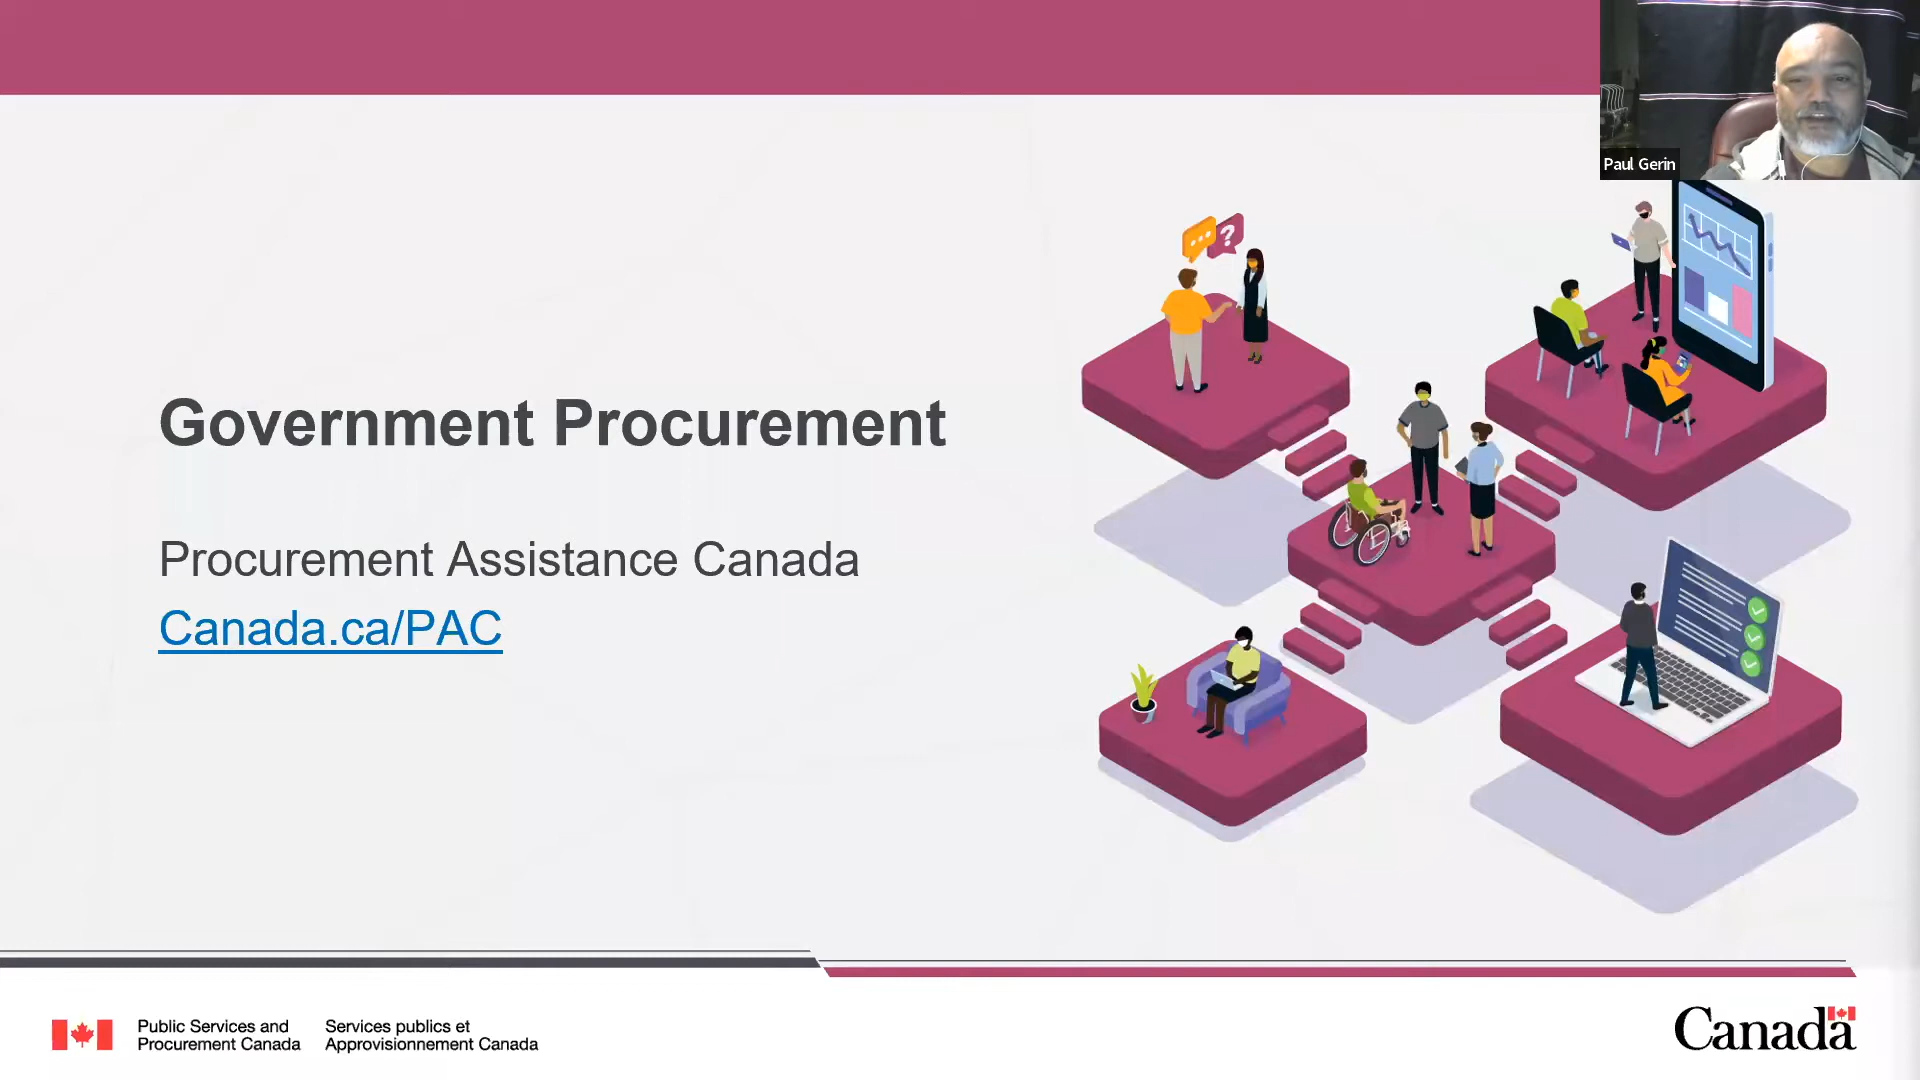 Paul Gerin
?
Government Procurement
Procurement Assistance Canada
Canada.ca/PAC
Public Services and
Procurement Canada
Services publics et
Approvisionnement Canada
Canada